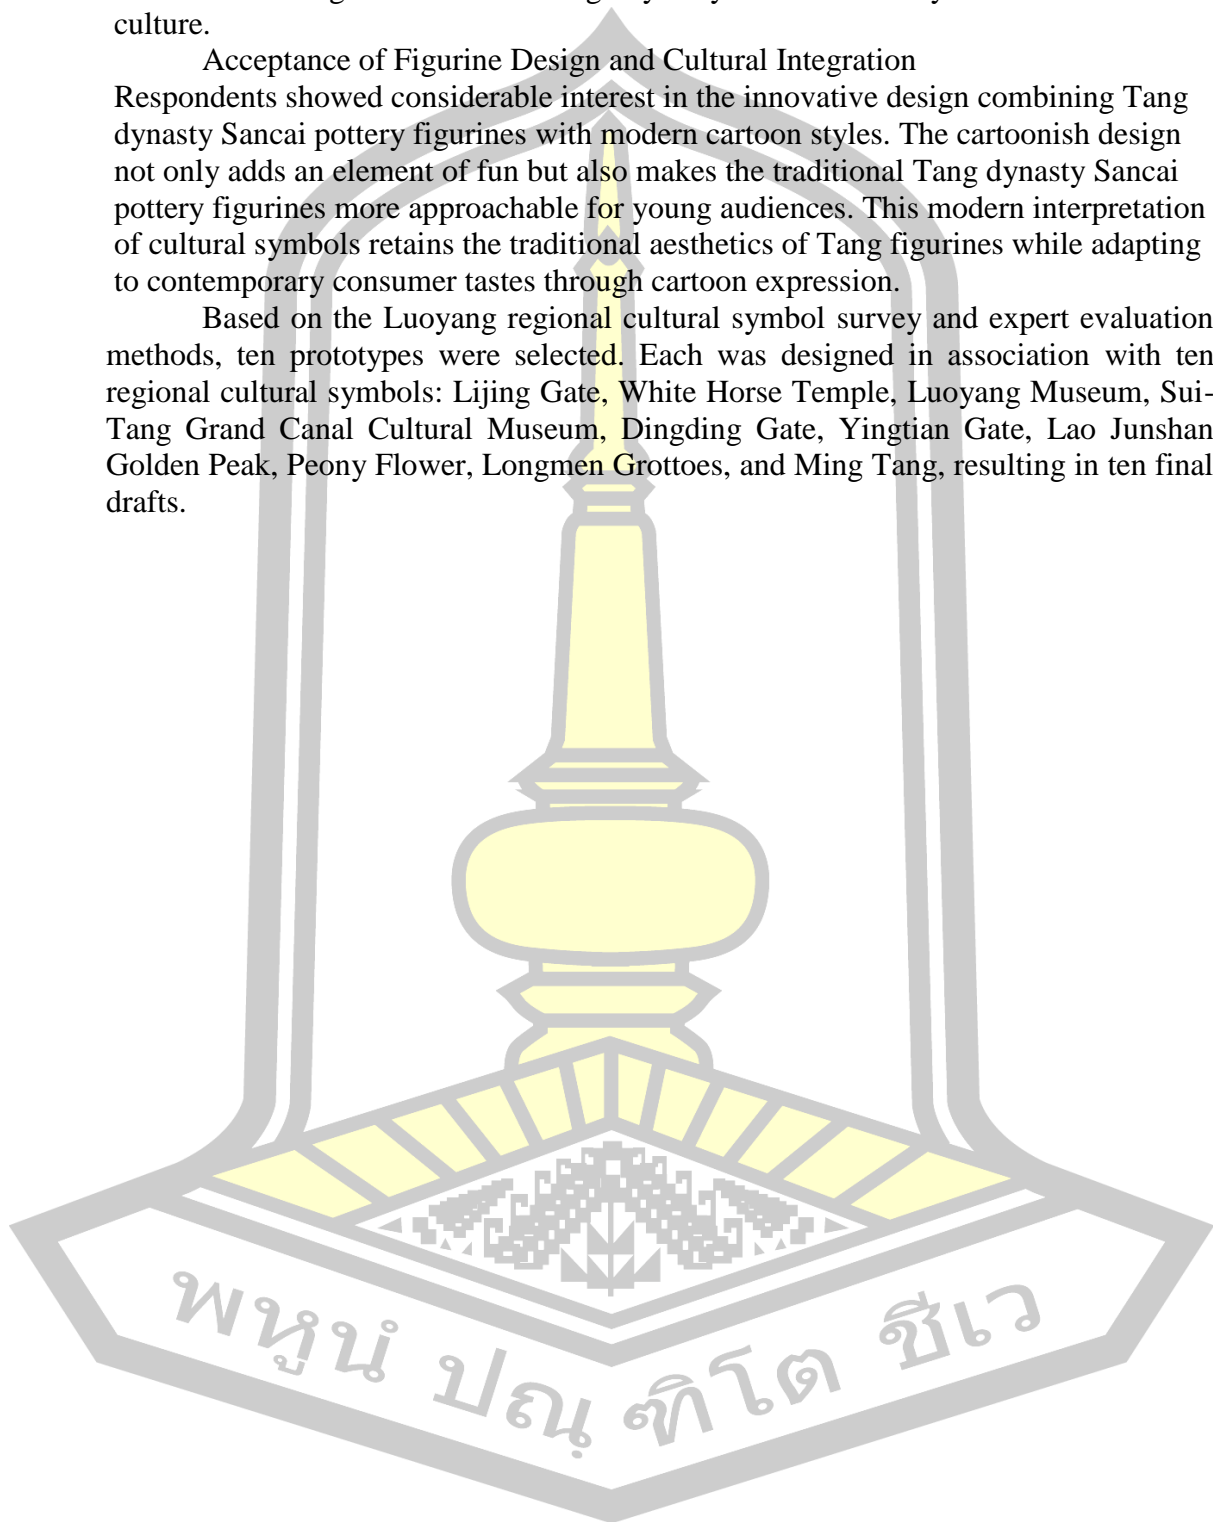 culture.
Acceptance of Figurine Design and Cultural Integration
Respondents showed considerable interest in the innovative design combining Tang
dynasty Sancai pottery figurines with modern cartoon styles. The cartoonish design
not only adds an element of fun but also makes the traditional Tang dynasty Sancai
pottery figurines more approachable for young audiences. This modern interpretation
of cultural symbols retains the traditional aesthetics of Tang figurines while adapting
to contemporary consumer tastes through cartoon expression.
Based on the Luoyang regional cultural symbol survey and expert evaluation
methods, ten prototypes were selected. Each was designed in association with ten
regional cultural symbols: Lijing Gate, White Horse Temple, Luoyang Museum, Sui-
Tang Grand Canal Cultural Museum, Dingding Gate, Yingtian Gate, Lao Junshan
Golden Peak, Peony Flower, Longmen Grottoes, and Ming Tang, resulting in ten final
drafts.
พหูนํ ปณฺฑิโต ชีเว